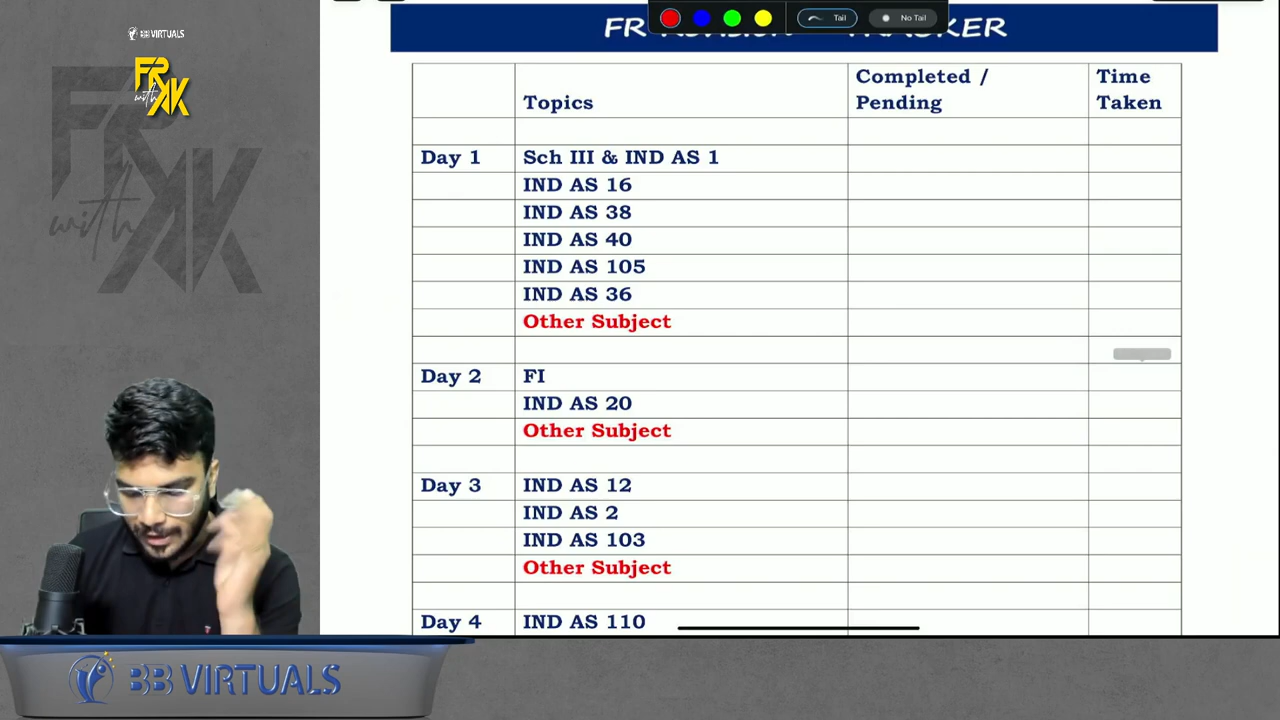 BB VIRTUALS
FR
with
AK
FR
with
AK
Tail
No Tail
Topics
Completed / Pending
Time Taken
Day 1
Sch III & IND AS 1
IND AS 16
IND AS 38
IND AS 40
IND AS 105
IND AS 36
Other Subject
Day 2
FI
IND AS 20
Other Subject
Day 3
IND AS 12
IND AS 2
IND AS 103
Other Subject
Day 4
IND AS 110
BB VIRTUALS